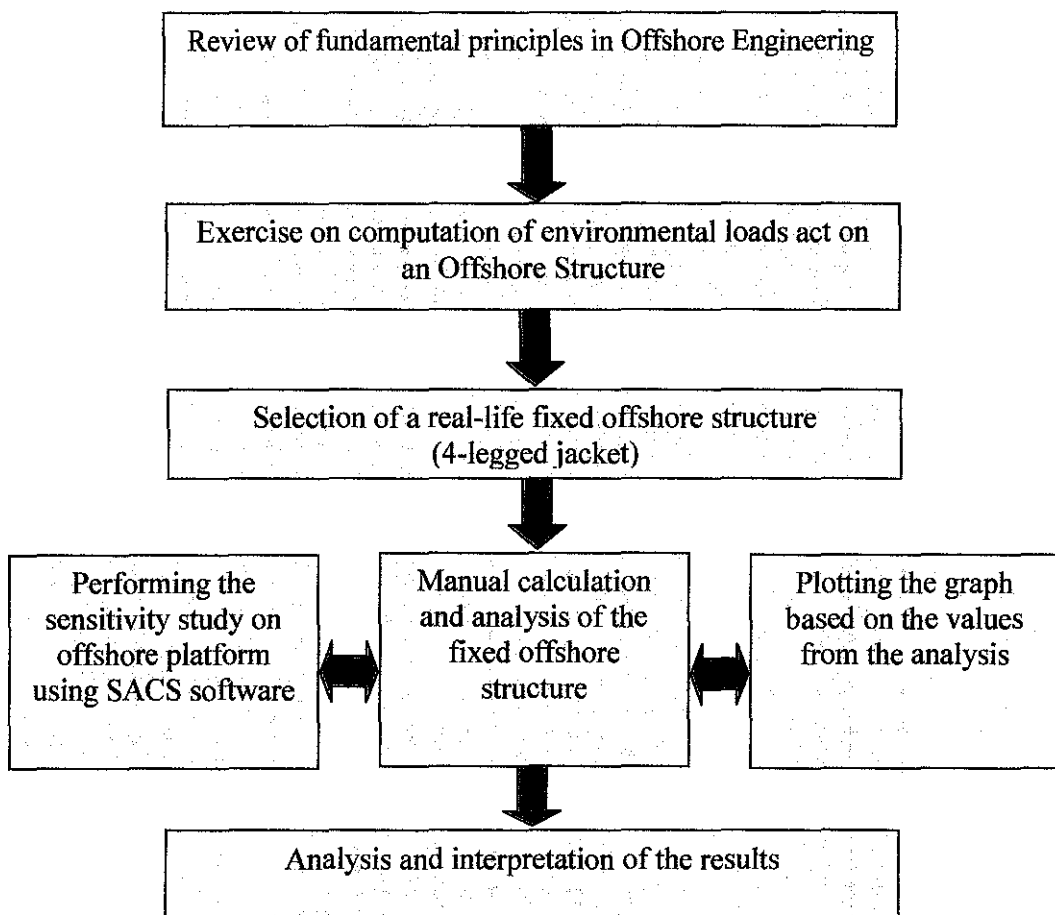 Review of fundamental principles in Offshore Engineering
Exercise on computation of environmental loads act on
an Offshore Structure
Selection of a real-life fixed offshore structure
(4-legged jacket)
Performing the
sensitivity study on
offshore platform
using SACS software
Manual calculation
and analysis of the
fixed offshore
structure
Plotting the graph
based on the values
from the analysis
Analysis and interpretation of the results